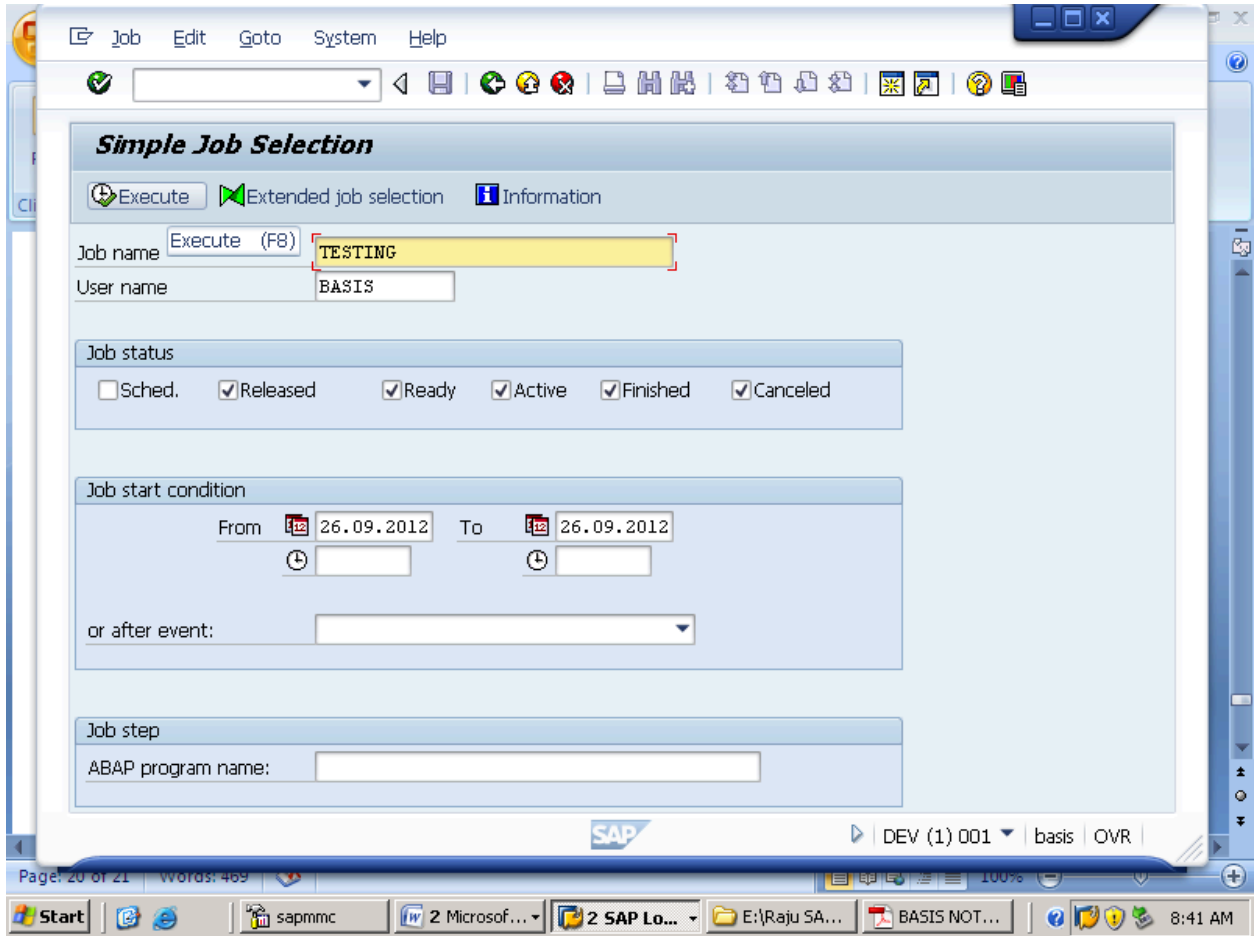 Job Edit Goto System Help
Simple Job Selection
Execute Extended job selection Information
Execute (F8)
Job name TESTING
User name BASIS
Job status
Sched. Released Ready Active Finished Canceled
Job start condition
From 26.09.2012 To 26.09.2012
or after event:
Job step
ABAP program name:
SAP DEV (1) 001 basis OVR
Page: 20 of 21 Words: 469 100%
Start sapmmc 2 Microsof... 2 SAP Lo... E:\Raju SA... BASIS NOT... 8:41 AM